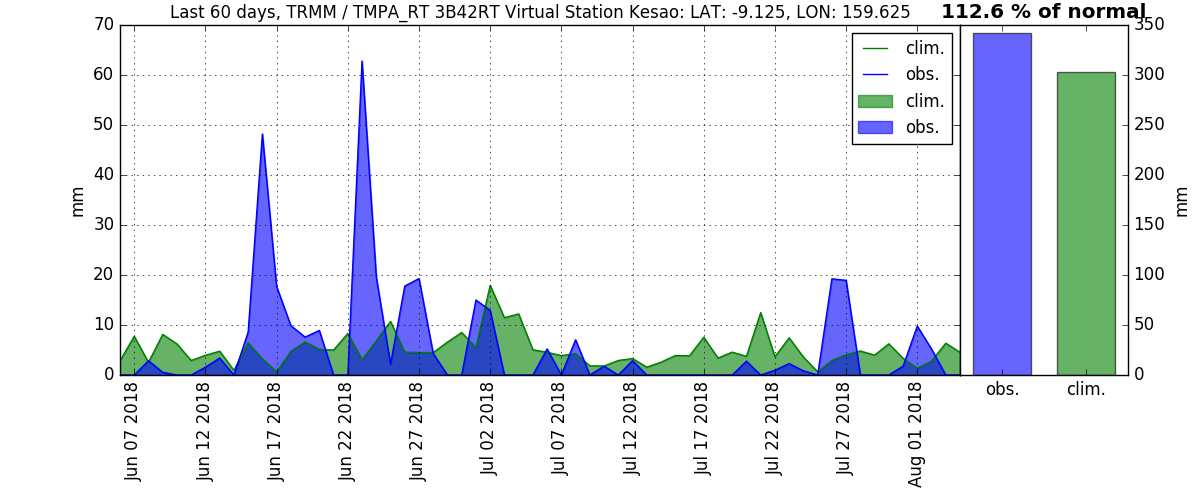 Last 60 days, TRMM / TMPA_RT 3B42RT Virtual Station Kesao: LAT: -9.125, LON: 159.625
112.6 % of normal
70
60
50
40
30
20
10
0
mm
clim.
obs.
clim.
obs.
Jun 07 2018
Jun 12 2018
Jun 17 2018
Jun 22 2018
Jun 27 2018
Jul 02 2018
Jul 07 2018
Jul 12 2018
Jul 17 2018
Jul 22 2018
Jul 27 2018
Aug 01 2018
350
300
250
200
150
100
50
0
mm
obs.
clim.